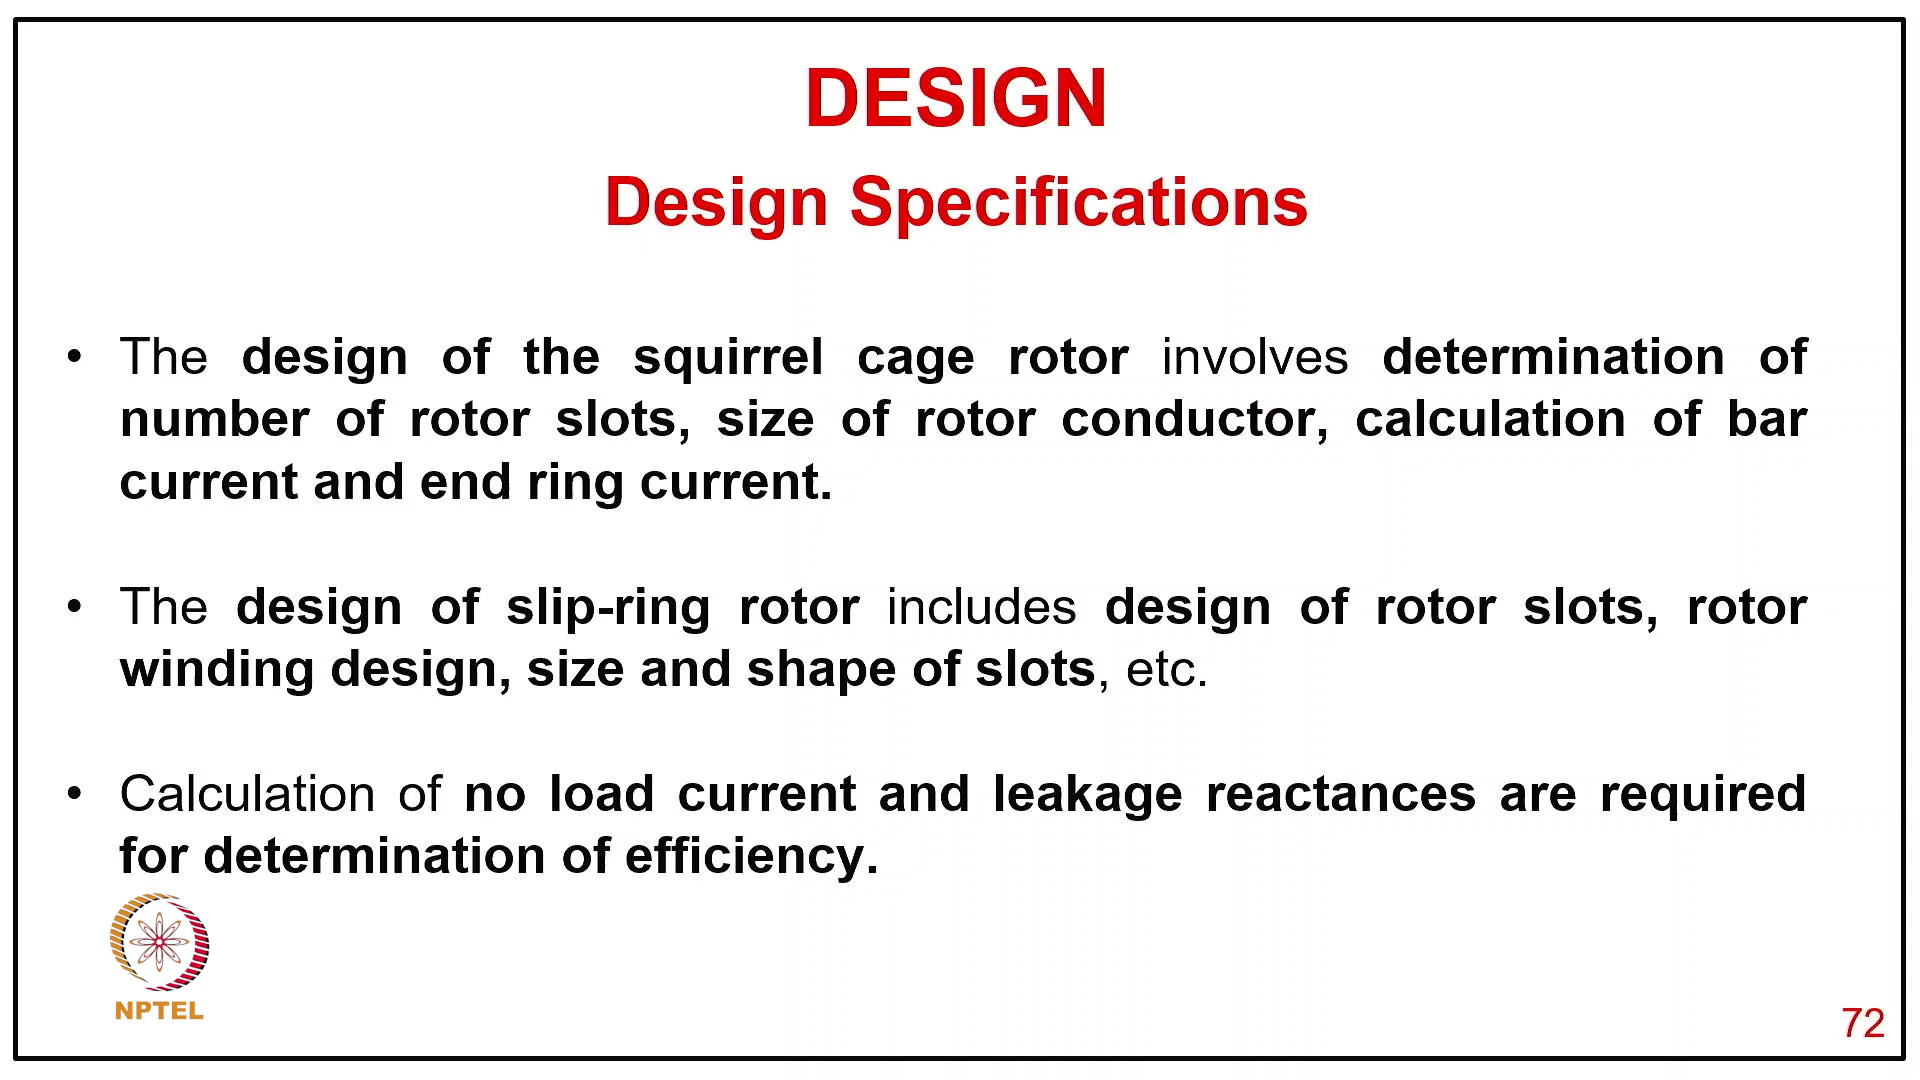 DESIGN
Design Specifications
• The design of the squirrel cage rotor involves determination of
number of rotor slots, size of rotor conductor, calculation of bar
current and end ring current.
• The design of slip-ring rotor includes design of rotor slots, rotor
winding design, size and shape of slots, etc.
• Calculation of no load current and leakage reactances are required
for determination of efficiency.
NPTEL
72